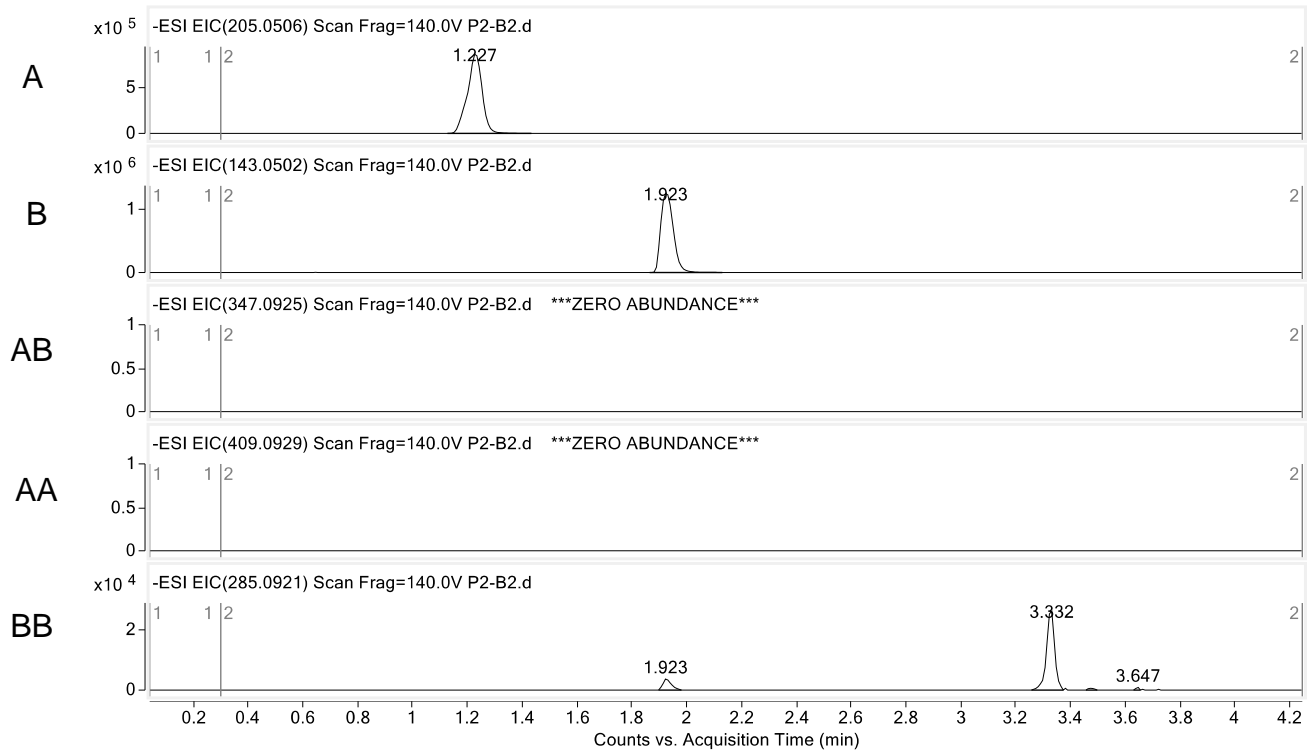 x10 5 -ESI EIC(205.0506) Scan Frag=140.0V P2-B2.d
A
1 1 2 1.227 2
5
0
x10 6 -ESI EIC(143.0502) Scan Frag=140.0V P2-B2.d
B
1 1 2 1.923 2
1
0
-ESI EIC(347.0925) Scan Frag=140.0V P2-B2.d ***ZERO ABUNDANCE***
AB
1 1 1 2 2
0.5
0
-ESI EIC(409.0929) Scan Frag=140.0V P2-B2.d ***ZERO ABUNDANCE***
AA
1 1 1 2 2
0.5
0
x10 4 -ESI EIC(285.0921) Scan Frag=140.0V P2-B2.d
BB
1 1 2 3.332 2
2
1.923 3.647
0
0.2 0.4 0.6 0.8 1 1.2 1.4 1.6 1.8 2 2.2 2.4 2.6 2.8 3 3.2 3.4 3.6 3.8 4 4.2
Counts vs. Acquisition Time (min)